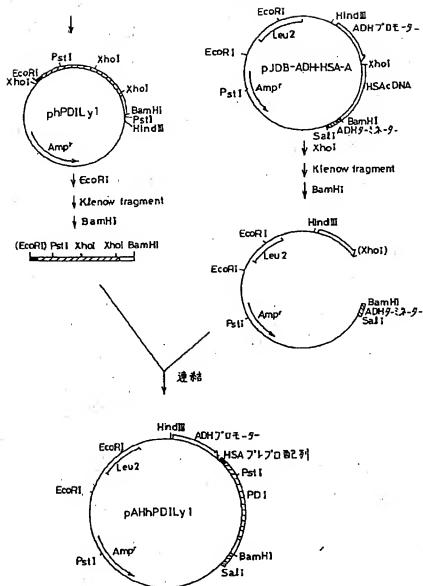 PstI
XhoI
EcoRI
XhoI
XhoI
phPDILy1
BamHI
PstI
HindIII
Ampʳ
EcoRI
Klenow fragment
BamHI
(EcoRI) PstI XhoI XhoI BamHI
HindIII
EcoRI
ADHプロモーター
Leu2
EcoRI
XhoI
pJDB-ADH-HSA-A
HSAcDNA
PstI
Ampʳ
BamHI
ADHターミネーター
SalI
XhoI
Klenow fragment
BamHI
HindIII
EcoRI
(XhoI)
Leu2
EcoRI
BamHI
ADHターミネーター
SalI
Ampʳ
PstI
連結
HindIII
ADHプロモーター
EcoRI
HSAプレプロ配列
Leu2
PstI
EcoRI
PDI
pAHhPDILy1
PstI
Ampʳ
BamHI
SalI